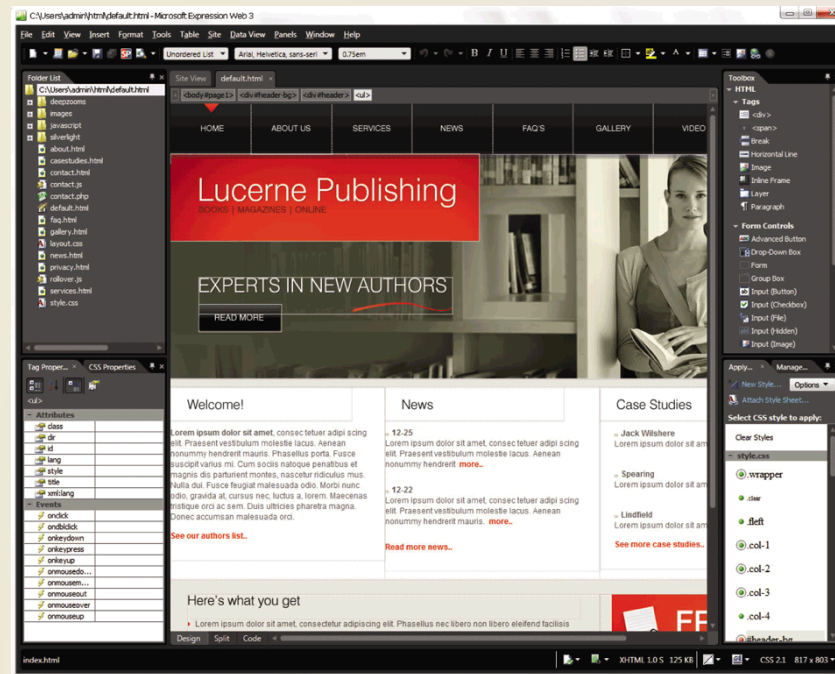 C:\Users\admin\html\default.html - Microsoft Expression Web 3
File Edit View Insert Format Tools Table Site Data View Panels Window Help
Unordered List Arial, Helvetica, sans-seri 0.75em B I U
Folder List
C:\Users\admin\html\default.html
deepzooms
images
javascript
silverlight
about.html
casestudies.html
contact.html
contact.js
contact.php
default.html
faq.html
gallery.html
layout.css
news.html
privacy.html
rollover.js
services.html
style.css
Tag Proper... CSS Properties
<ul>
Attributes
class
dir
id
lang
style
title
xml:lang
Events
onclick
ondblclick
onkeydown
onkeypress
onkeyup
onmousedo...
onmousem...
onmouseout
onmouseover
onmouseup
Site View default.html
<body#page1> <div#header-bg> <div#header> <ul>
HOME ABOUT US SERVICES NEWS FAQ'S GALLERY VIDEO
Lucerne Publishing
BOOKS | MAGAZINES | ONLINE
EXPERTS IN NEW AUTHORS
READ MORE
Welcome!
Lorem ipsum dolor sit amet, consec tetuer adipi scing
elit. Praesent vestibulum molestie lacus. Aenean
nonummy hendrerit mauris. Phasellus porta. Fusce
suscipit varius mi. Cum sociis natoque penatibus et
magnis dis parturient montes, nascetur ridiculus mus.
Nulla dui. Fusce feugiat malesuada odio. Morbi nunc
odio, gravida at, cursus nec, luctus a, lorem. Maecenas
tristique orci ac sem. Duis ultricies pharetra magna.
Donec accumsan malesuada orci.
See our authors list..
News
12-25
Lorem ipsum dolor sit amet, consec tetuer adipi scing
elit. Praesent vestibulum molestie lacus. Aenean
nonummy hendrerit more..
12-22
Lorem ipsum dolor sit amet, consec tetuer adipi scing
elit. Praesent vestibulum molestie lacus. Aenean
nonummy hendrerit mauris. more..
Read more news..
Case Studies
Jack Wilshere
Lorem ipsum dolor sit am
Spearing
Lorem ipsum dolor sit am
Lindfield
Lorem ipsum dolor sit am
See more case studies..
Here's what you get
Lorem ipsum dolor sit amet, consectetur adipiscing elit. Phasellus nec libero non libero eleifend facilisis
Design Split Code
Toolbox
HTML
Tags
<div>
<span>
Break
Horizontal Line
Image
Inline Frame
Layer
Paragraph
Form Controls
Advanced Button
Drop-Down Box
Form
Group Box
Input (Button)
Input (Checkbox)
Input (File)
Input (Hidden)
Input (Image)
Apply... Manage...
New Style... Options
Attach Style Sheet...
Select CSS style to apply:
Clear Styles
style.css
.wrapper
.clear
.fleft
.col-1
.col-2
.col-3
.col-4
#header-bg
index.html XHTML 1.0 S 125 KB CSS 2.1 817 x 803